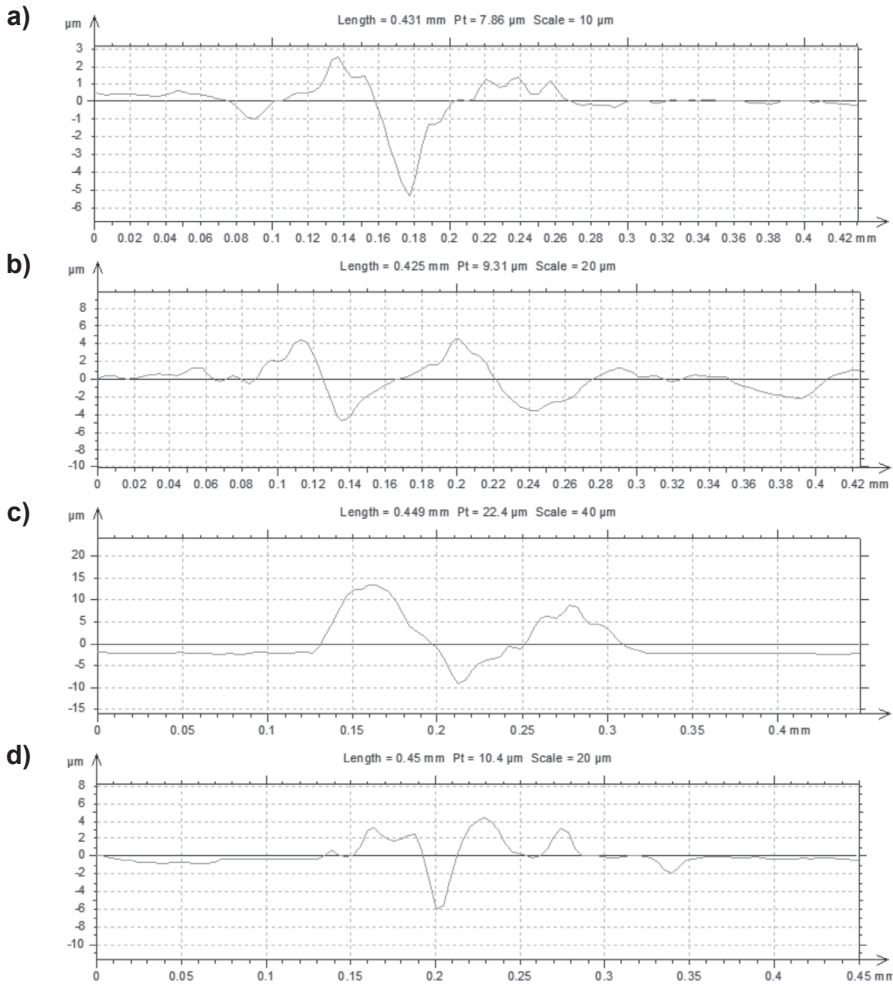 a)
Length = 0.431 mm Pt = 7.86 µm Scale = 10 µm
µm
3
2
1
0
-1
-2
-3
-4
-5
-6
0 0.02 0.04 0.06 0.08 0.1 0.12 0.14 0.16 0.18 0.2 0.22 0.24 0.26 0.28 0.3 0.32 0.34 0.36 0.38 0.4 0.42 mm
b)
Length = 0.425 mm Pt = 9.31 µm Scale = 20 µm
µm
8
6
4
2
0
-2
-4
-6
-8
-10
0 0.02 0.04 0.06 0.08 0.1 0.12 0.14 0.16 0.18 0.2 0.22 0.24 0.26 0.28 0.3 0.32 0.34 0.36 0.38 0.4 0.42 mm
c)
Length = 0.449 mm Pt = 22.4 µm Scale = 40 µm
µm
20
15
10
5
0
-5
-10
-15
0 0.05 0.1 0.15 0.2 0.25 0.3 0.35 0.4 mm
d)
Length = 0.45 mm Pt = 10.4 µm Scale = 20 µm
µm
8
6
4
2
0
-2
-4
-6
-8
-10
0 0.05 0.1 0.15 0.2 0.25 0.3 0.35 0.4 0.45 mm